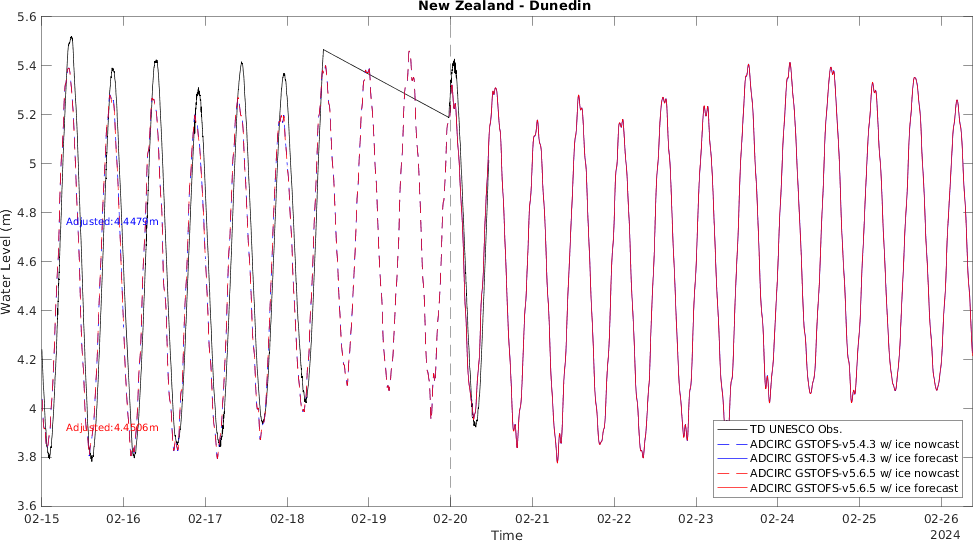 New Zealand - Dunedin
5.6
5.4
5.2
5
4.8
4.6
4.4
4.2
4
3.8
3.6
Water Level (m)
Adjusted:4.4479m
Adjusted:4.4506m
TD UNESCO Obs.
ADCIRC GSTOFS-v5.4.3 w/ ice nowcast
ADCIRC GSTOFS-v5.4.3 w/ ice forecast
ADCIRC GSTOFS-v5.6.5 w/ ice nowcast
ADCIRC GSTOFS-v5.6.5 w/ ice forecast
02-15 02-16 02-17 02-18 02-19 02-20 02-21 02-22 02-23 02-24 02-25 02-26
Time
2024